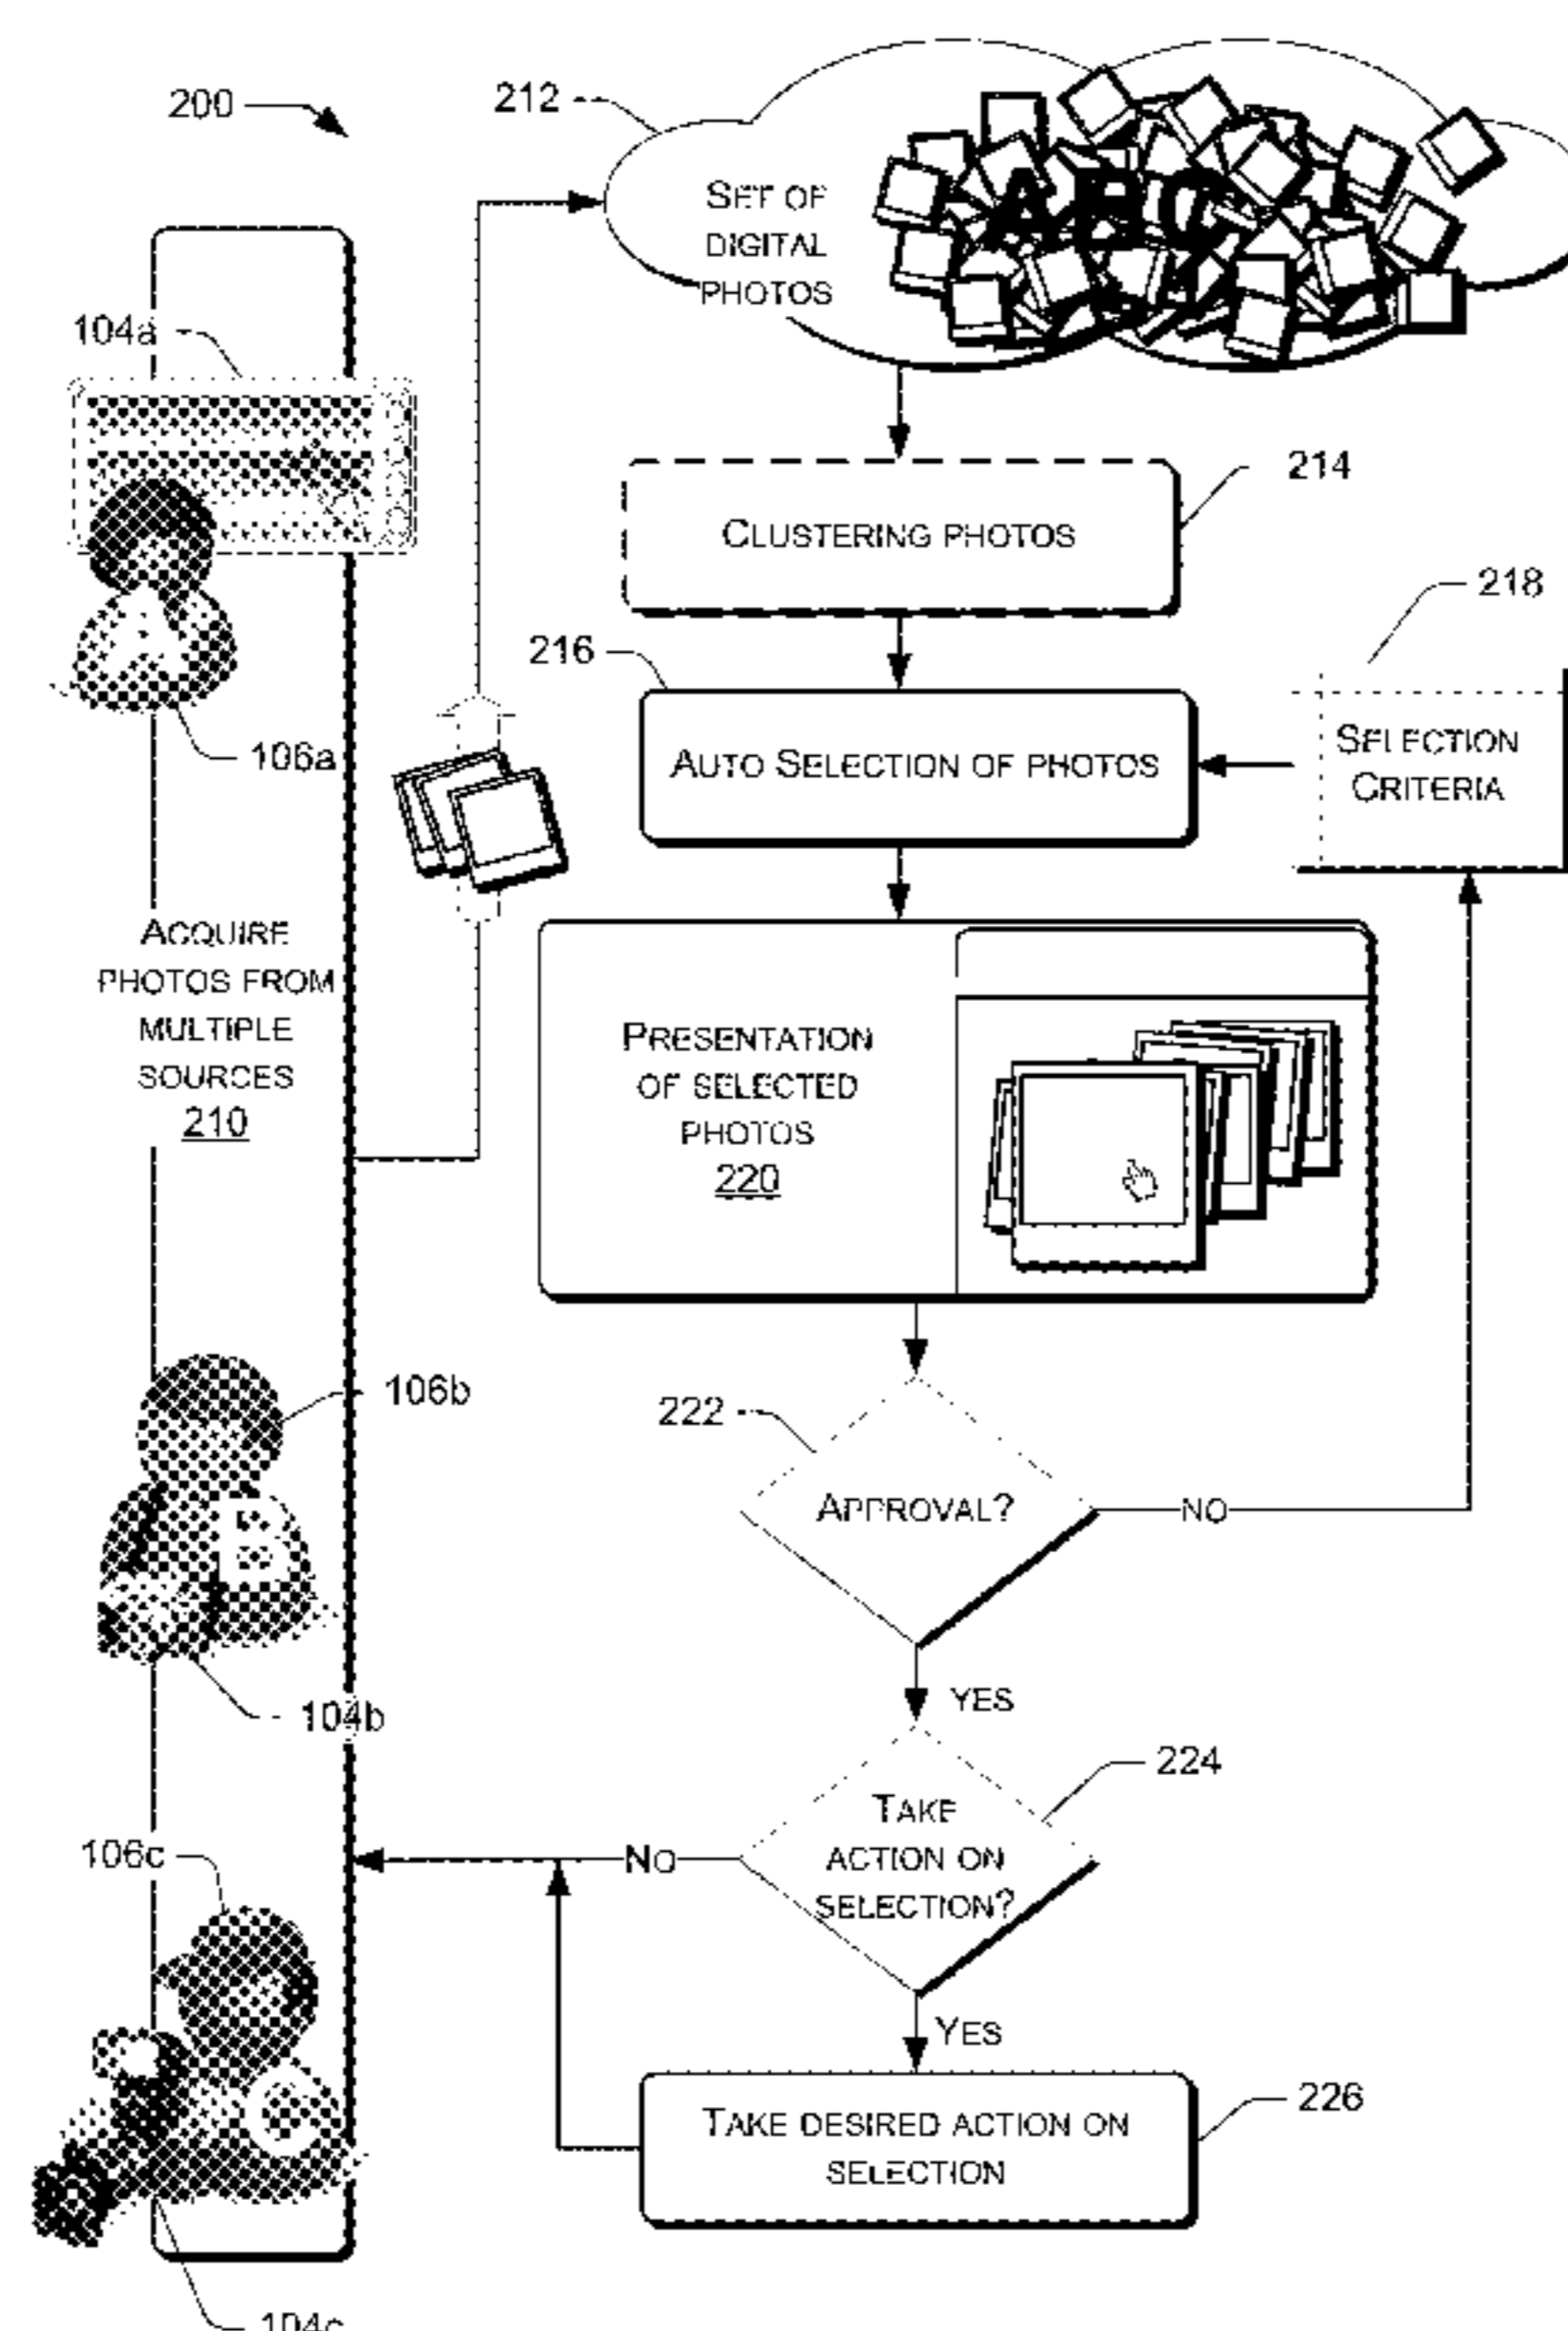 200
212
SET OF
DIGITAL
PHOTOS
ABC
104a
214
CLUSTERING PHOTOS
218
216
AUTO SELECTION OF PHOTOS
SELECTION
CRITERIA
106a
ACQUIRE
PHOTOS FROM
MULTIPLE
SOURCES
210
PRESENTATION
OF SELECTED
PHOTOS
220
106b
222
APPROVAL?
NO
104b
YES
224
TAKE
ACTION ON
SELECTION?
NO
106c
YES
226
TAKE DESIRED ACTION ON
SELECTION
104c